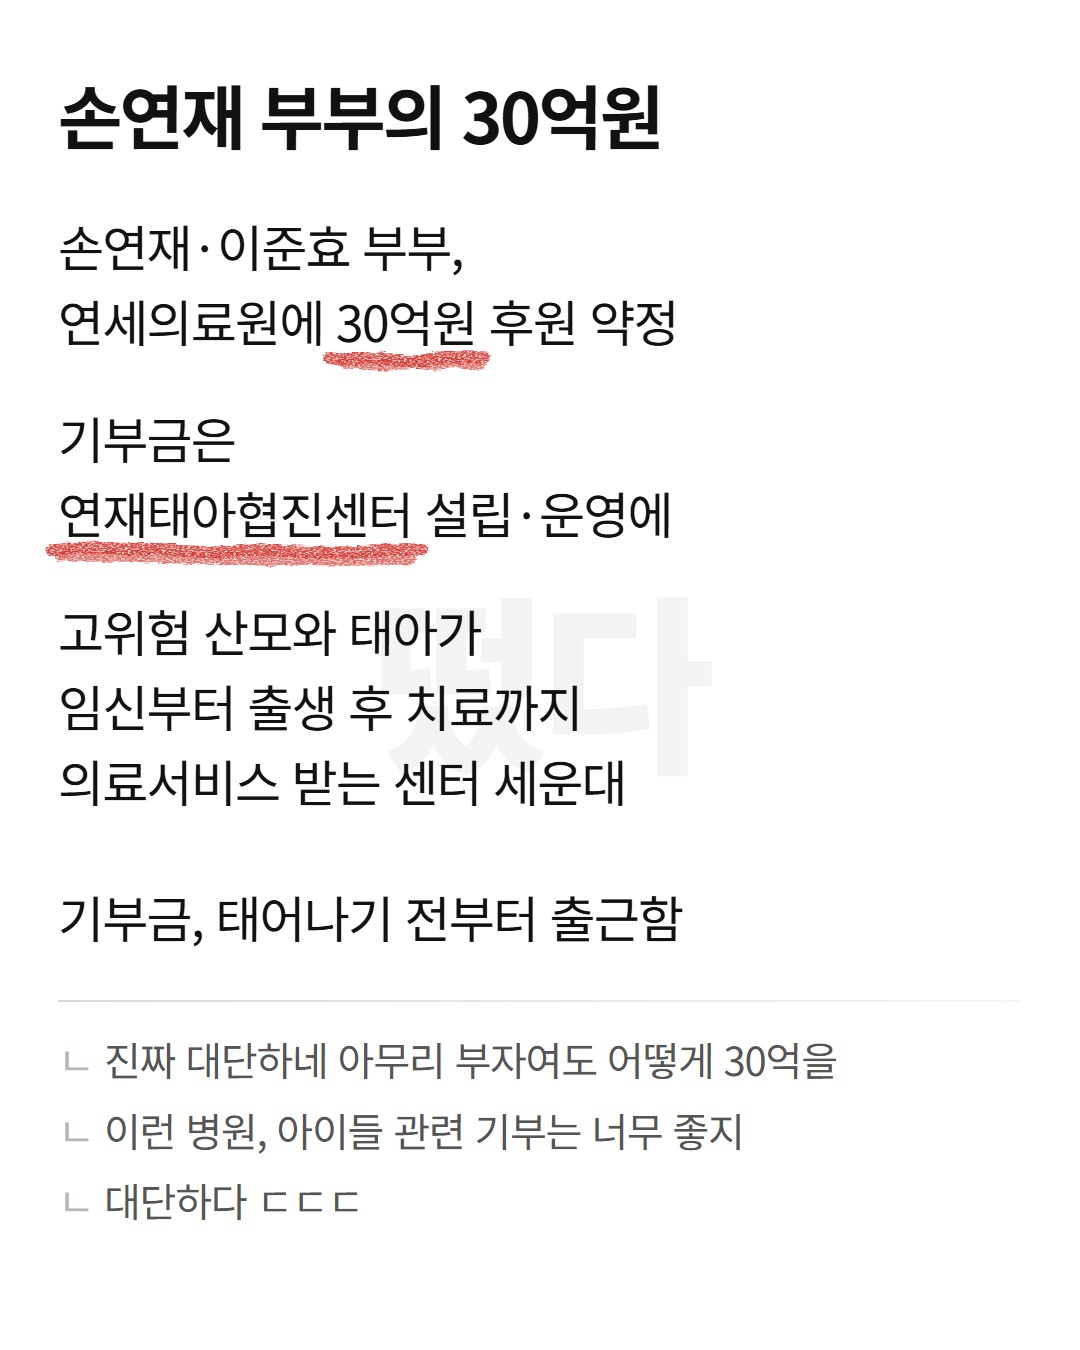 손연재 부부의 30억원
손연재·이준효 부부,
연세의료원에 30억원 후원 약정
기부금은
연재태아협진센터 설립·운영에
떴다
고위험 산모와 태아가
임신부터 출생 후 치료까지
의료서비스 받는 센터 세운대
기부금, 태어나기 전부터 출근함
ㄴ 진짜 대단하네 아무리 부자여도 어떻게 30억을
ㄴ 이런 병원, 아이들 관련 기부는 너무 좋지
ㄴ 대단하다 ㄷㄷㄷ